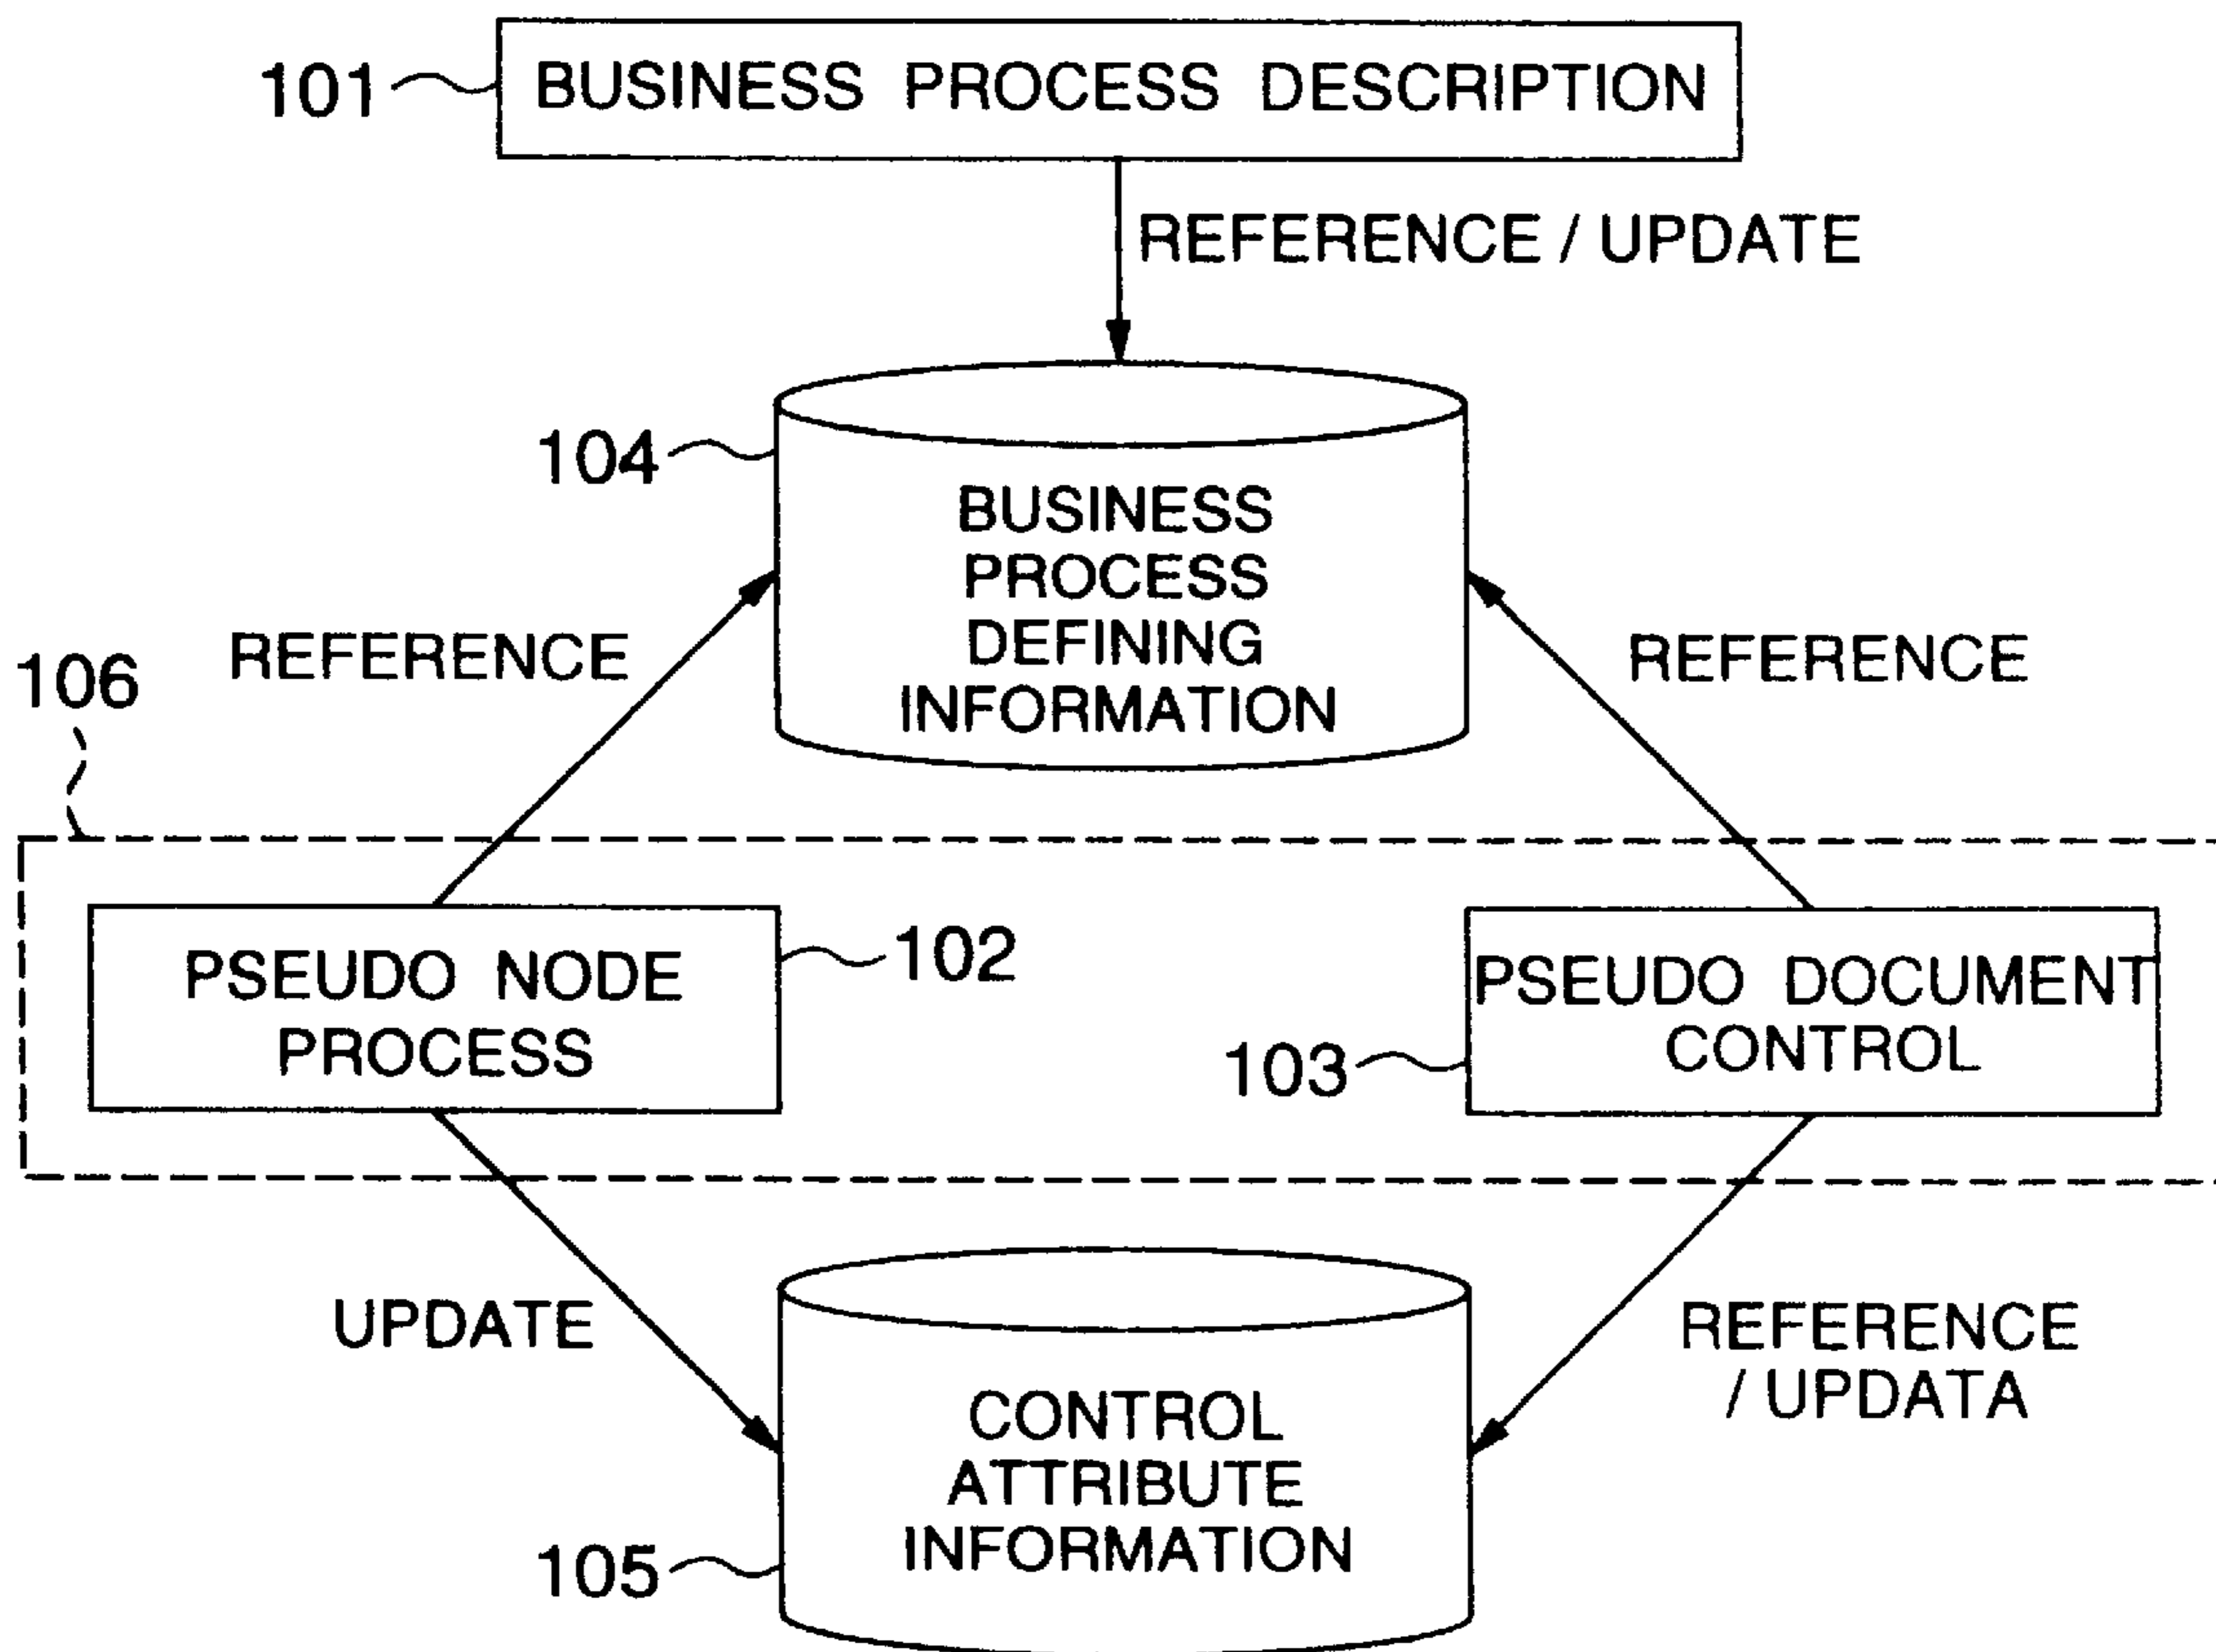 101
BUSINESS PROCESS DESCRIPTION
REFERENCE / UPDATE
104
BUSINESS
PROCESS
DEFINING
INFORMATION
REFERENCE
REFERENCE
106
PSEUDO NODE
PROCESS
102
PSEUDO DOCUMENT
CONTROL
103
UPDATE
REFERENCE
/ UPDATA
CONTROL
ATTRIBUTE
INFORMATION
105